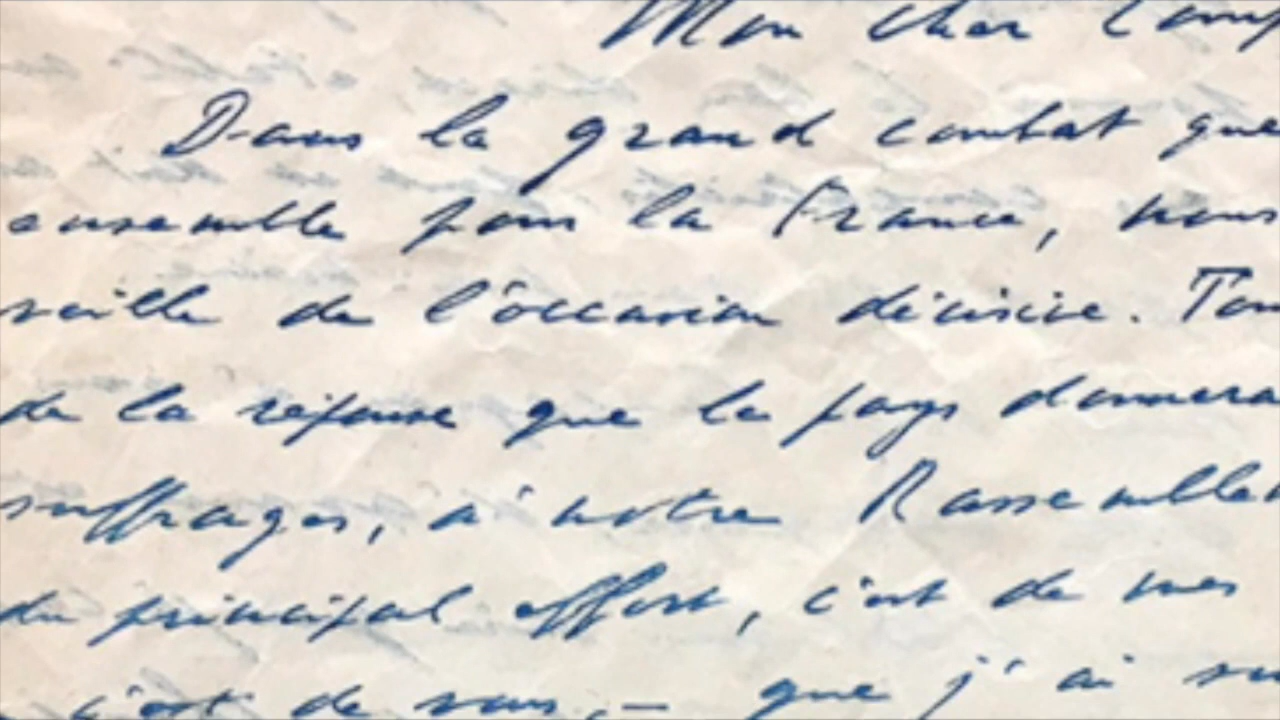 Mon cher Comp
Dans la grand combat que
ensemble pour la France, nous
veille de l'occasion décisive. Tou
de la réponse que le pays donnera
suffrages, à notre Rassemblem
du principal effort, c'est de mes
c'est de vous, — que j'ai